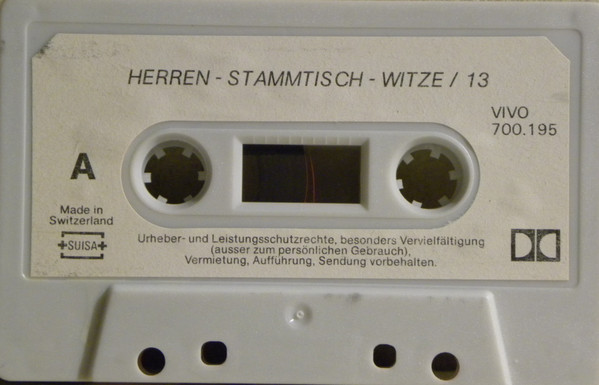 HERREN - STAMMTISCH - WITZE / 13
VIVO
700.195
A
Made in
Switzerland
+SUISA+
Urheber- und Leistungsschutzrechte, besonders Vervielfältigung
(ausser zum persönlichen Gebrauch),
Vermietung, Aufführung, Sendung vorbehalten.